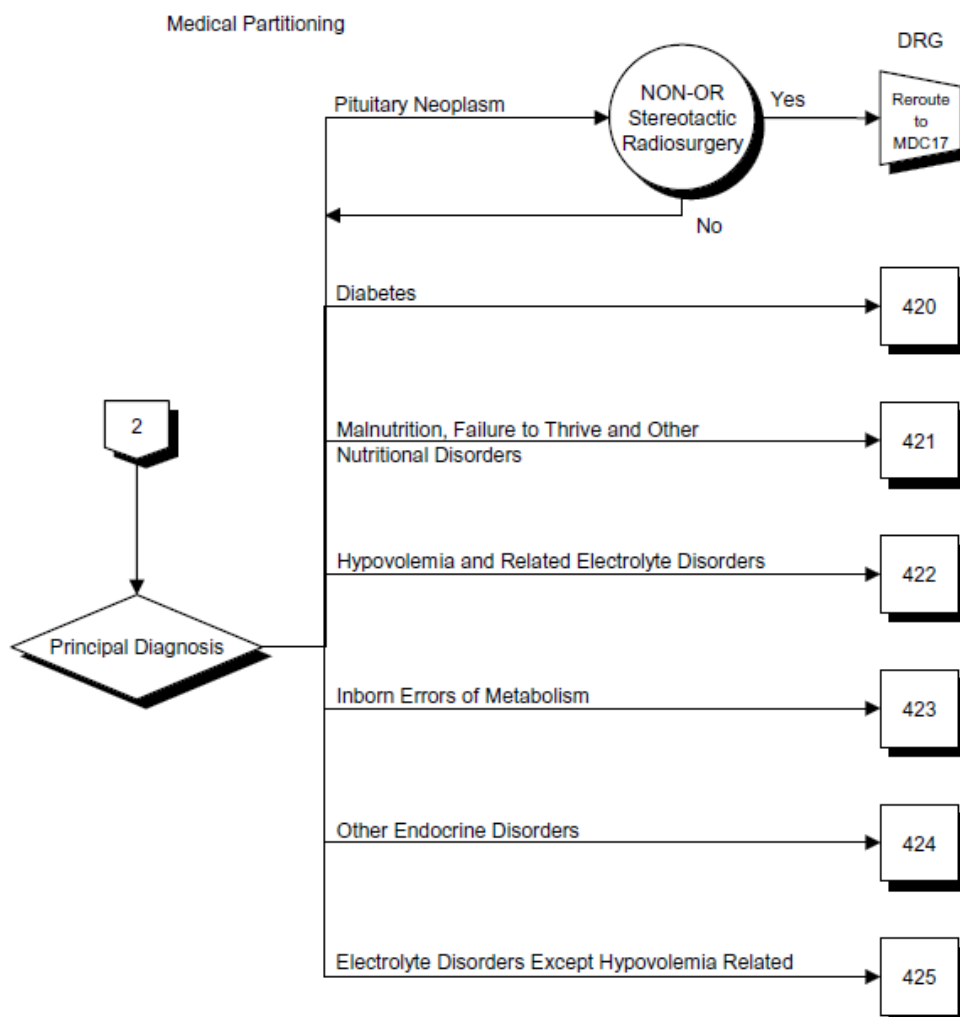 Medical Partitioning
DRG
Pituitary Neoplasm
NON-OR
Stereotactic
Radiosurgery
Yes
Reroute
to
MDC17
No
Diabetes
420
2
Malnutrition, Failure to Thrive and Other
Nutritional Disorders
421
Hypovolemia and Related Electrolyte Disorders
422
Principal Diagnosis
Inborn Errors of Metabolism
423
Other Endocrine Disorders
424
Electrolyte Disorders Except Hypovolemia Related
425